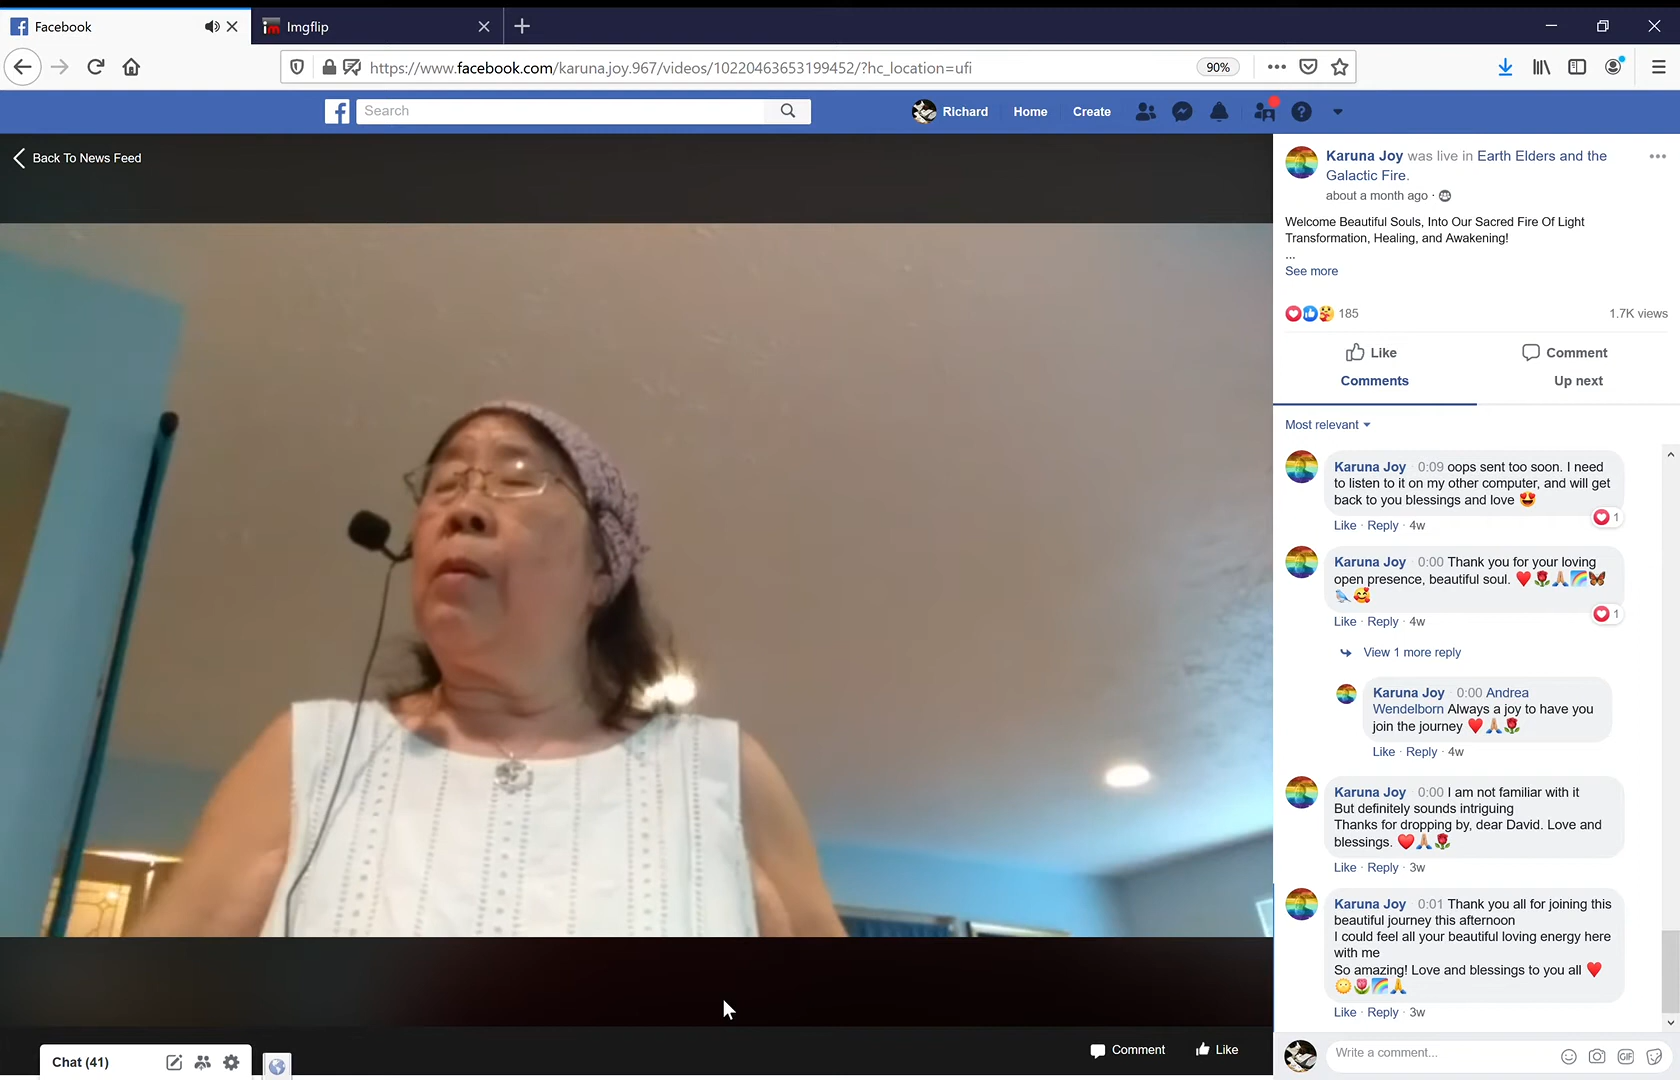 Facebook
Imgflip
https://www.facebook.com/karuna.joy.967/videos/10220463653199452/?hc_location=ufi
90%
Search
Richard
Home
Create
Back To News Feed
Karuna Joy was live in Earth Elders and the
Galactic Fire.
about a month ago ·
Welcome Beautiful Souls, Into Our Sacred Fire Of Light
Transformation, Healing, and Awakening!
...
See more
185
1.7K views
Like
Comment
Comments
Up next
Most relevant
Karuna Joy · 0:09 oops sent too soon. I need
to listen to it on my other computer, and will get
back to you blessings and love 😍
1
Like · Reply · 4w
Karuna Joy · 0:00 Thank you for your loving
open presence, beautiful soul. ❤️🌹🙏🌈🦋
🐦🥰
1
Like · Reply · 4w
View 1 more reply
Karuna Joy · 0:00 Andrea
Wendelborn Always a joy to have you
join the journey ❤️🙏🌹
Like · Reply · 4w
Karuna Joy · 0:00 I am not familiar with it
But definitely sounds intriguing
Thanks for dropping by, dear David. Love and
blessings. ❤️🙏🌹
Like · Reply · 3w
Karuna Joy · 0:01 Thank you all for joining this
beautiful journey this afternoon
I could feel all your beautiful loving energy here
with me
So amazing! Love and blessings to you all ❤️
🌞🌷🌈🙏
Like · Reply · 3w
Comment
Like
Chat (41)
Write a comment...
GIF